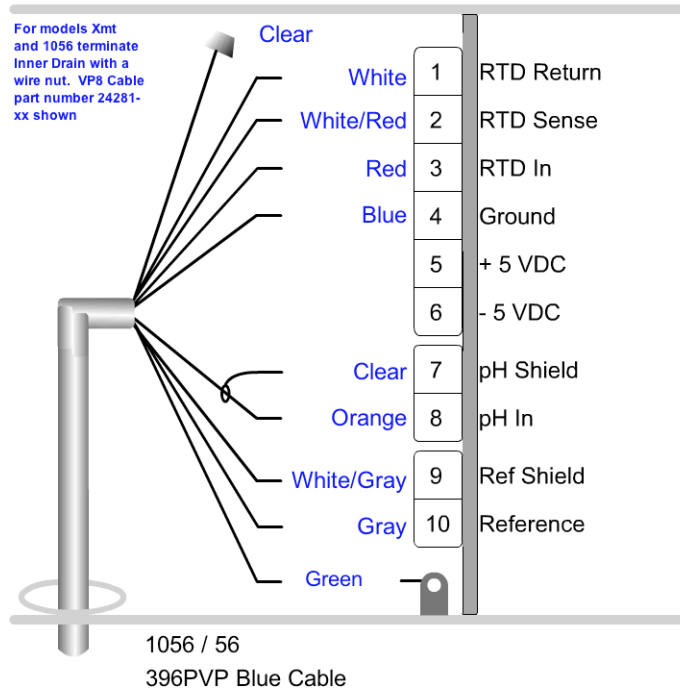 For models Xmt
and 1056 terminate
Inner Drain with a
wire nut. VP8 Cable
part number 24281-
xx shown
Clear
White 1 RTD Return
White/Red 2 RTD Sense
Red 3 RTD In
Blue 4 Ground
5 + 5 VDC
6 - 5 VDC
Clear 7 pH Shield
Orange 8 pH In
White/Gray 9 Ref Shield
Gray 10 Reference
Green
1056 / 56
396PVP Blue Cable